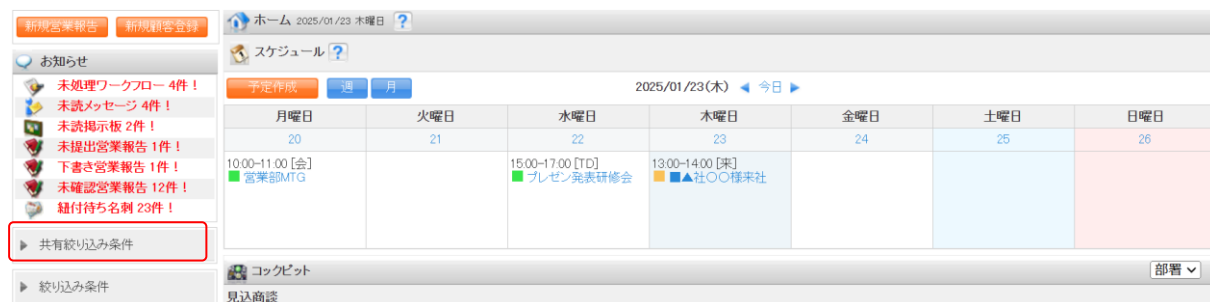 新規営業報告 新規顧客登録
お知らせ
未処理ワークフロー 4件！
未読メッセージ 4件！
未読掲示板 2件！
未提出営業報告 1件！
下書き営業報告 1件！
未確認営業報告 12件！
紐付待ち名刺 23件！
▶ 共有絞り込み条件
▶ 絞り込み条件
ホーム 2025/01/23 木曜日 ?
スケジュール ?
予定作成 週 月 2025/01/23(木) ◀ 今日 ▶
月曜日 火曜日 水曜日 木曜日 金曜日 土曜日 日曜日
20 21 22 23 24 25 26
10:00-11:00 [会] 15:00-17:00 [TD] 13:00-14:00 [来]
営業部MTG プレゼン発表研修会 ■▲社〇〇様来社
コックピット 部署
見込商談